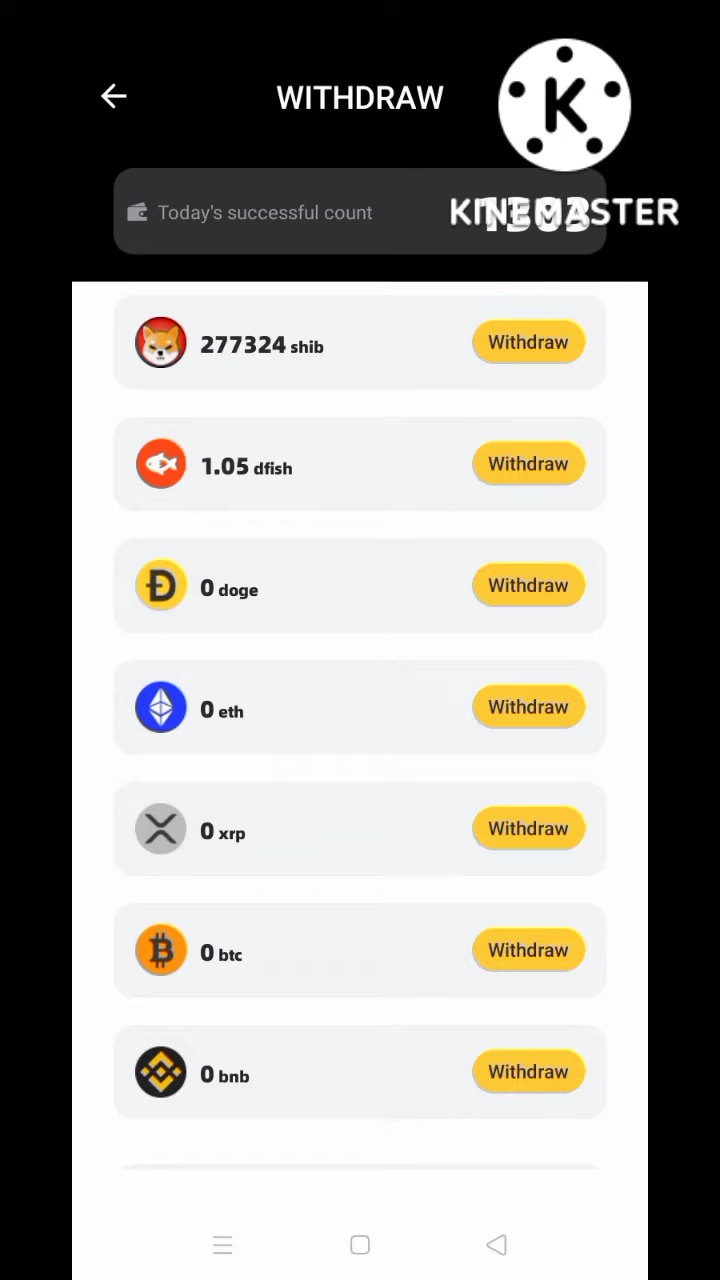 WITHDRAW
K
Today's successful count
KINEMASTER
277324 shib
Withdraw
1.05 dfish
Withdraw
0 doge
Withdraw
0 eth
Withdraw
0 xrp
Withdraw
0 btc
Withdraw
0 bnb
Withdraw